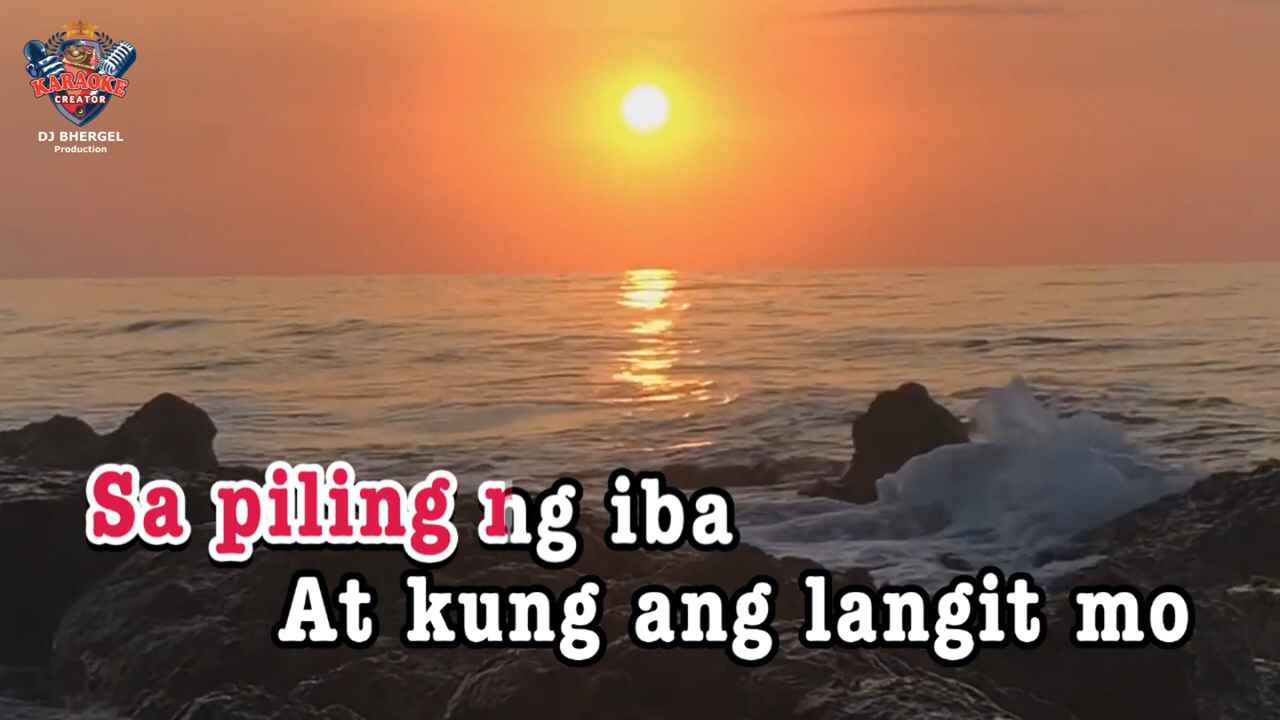 KARAOKE
CREATOR
DJ BHERGEL
Production
Sa piling ng iba
At kung ang langit mo